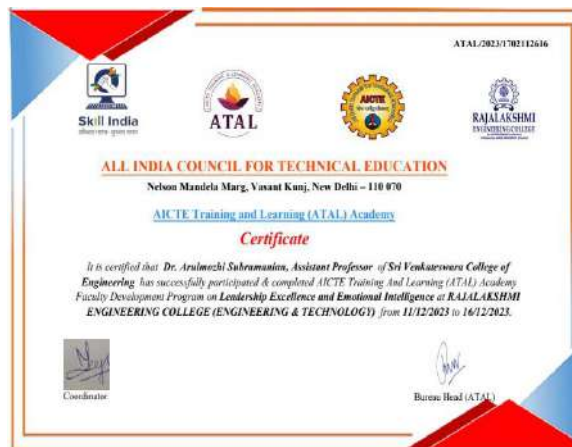 ATAL/2023/1702112616
Skill India
ATAL
AICTE
RAJALAKSHMI
ENGINEERING COLLEGE
ALL INDIA COUNCIL FOR TECHNICAL EDUCATION
Nelson Mandela Marg, Vasant Kunj, New Delhi – 110 070
AICTE Training and Learning (ATAL) Academy
Certificate
It is certified that Dr. Arulmozhi Subramanian, Assistant Professor of Sri Venkateswara College of
Engineering has successfully participated & completed AICTE Training And Learning (ATAL) Academy
Faculty Development Program on Leadership Excellence and Emotional Intelligence at RAJALAKSHMI
ENGINEERING COLLEGE (ENGINEERING & TECHNOLOGY) from 11/12/2023 to 16/12/2023.
Coordinator
Bureau Head (ATAL)